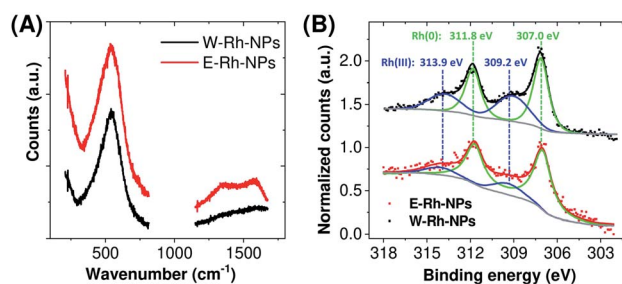 (A)
W-Rh-NPs
E-Rh-NPs
Counts (a.u.)
500 1000 1500
Wavenumber (cm⁻¹)
(B)
Rh(0): 311.8 eV 307.0 eV
Rh(III): 313.9 eV 309.2 eV
Normalized counts (a.u.)
2.0
1.5
1.0
0.5
0.0
E-Rh-NPs
W-Rh-NPs
318 315 312 309 306 303
Binding energy (eV)